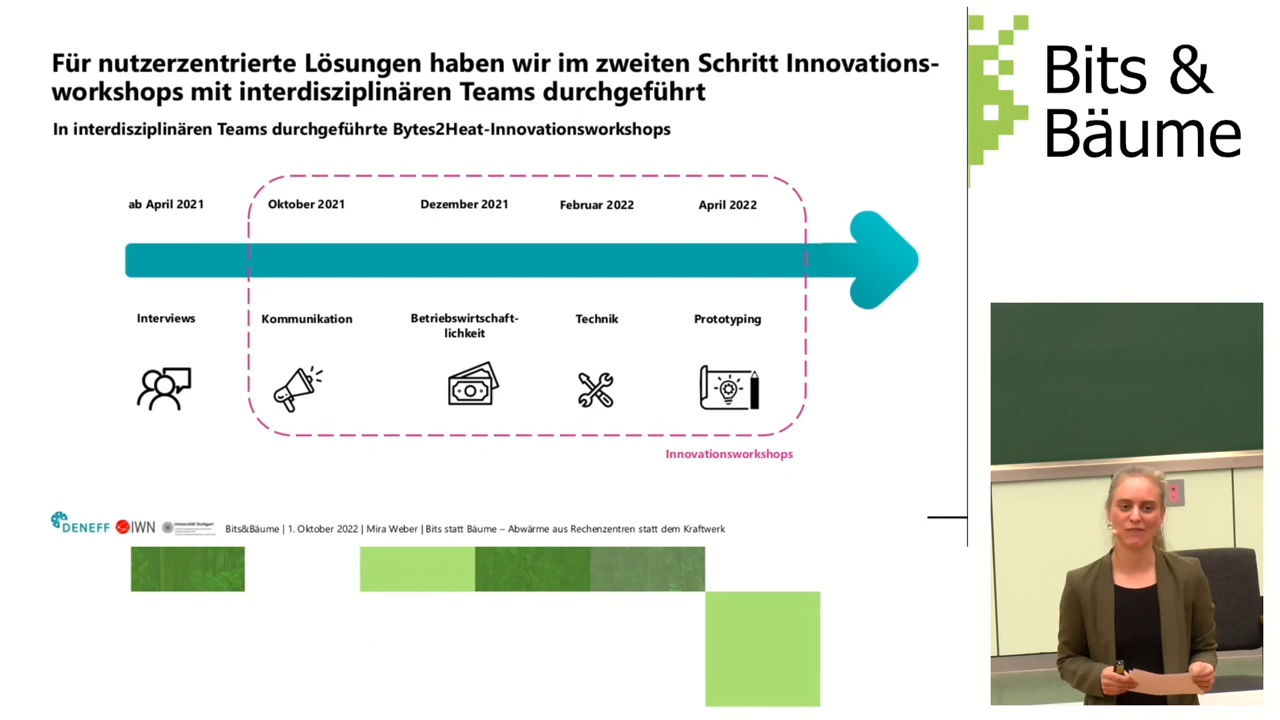 Für nutzerzentrierte Lösungen haben wir im zweiten Schritt Innovations-
workshops mit interdisziplinären Teams durchgeführt
In interdisziplinären Teams durchgeführte Bytes2Heat-Innovationsworkshops
ab April 2021
Oktober 2021
Dezember 2021
Februar 2022
April 2022
Interviews
Kommunikation
Betriebswirtschaft-
lichkeit
Technik
Prototyping
Innovationsworkshops
DENEFF
IWN
Universität Stuttgart
Bits&Bäume | 1. Oktober 2022 | Mira Weber | Bits statt Bäume – Abwärme aus Rechenzentren statt dem Kraftwerk
Bits &
Bäume